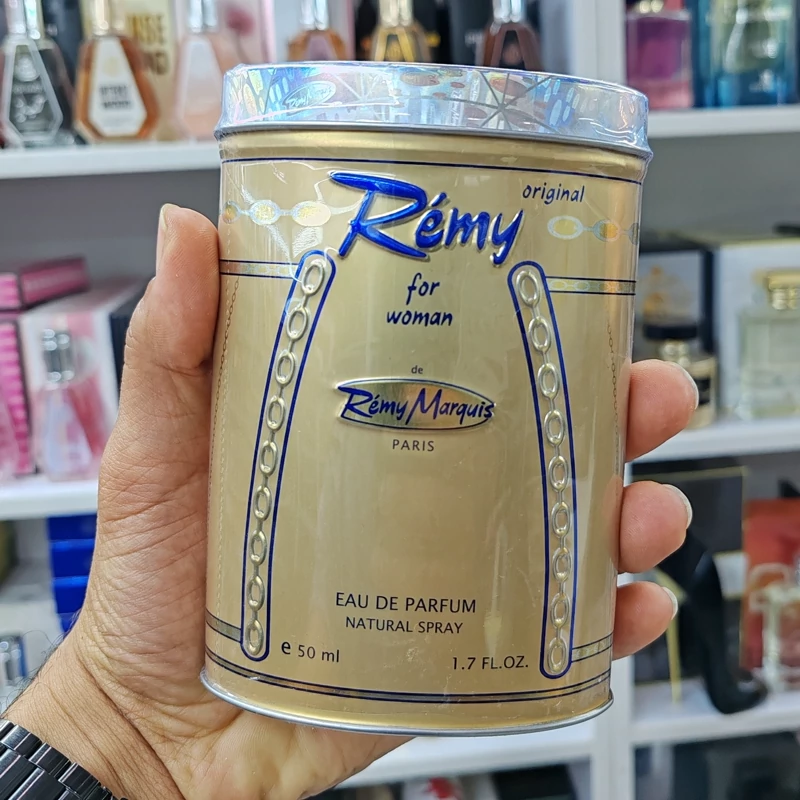 Rémy
original
for
woman
de
Rémy Marquis
PARIS
EAU DE PARFUM
NATURAL SPRAY
e 50 ml
1.7 FL.OZ.